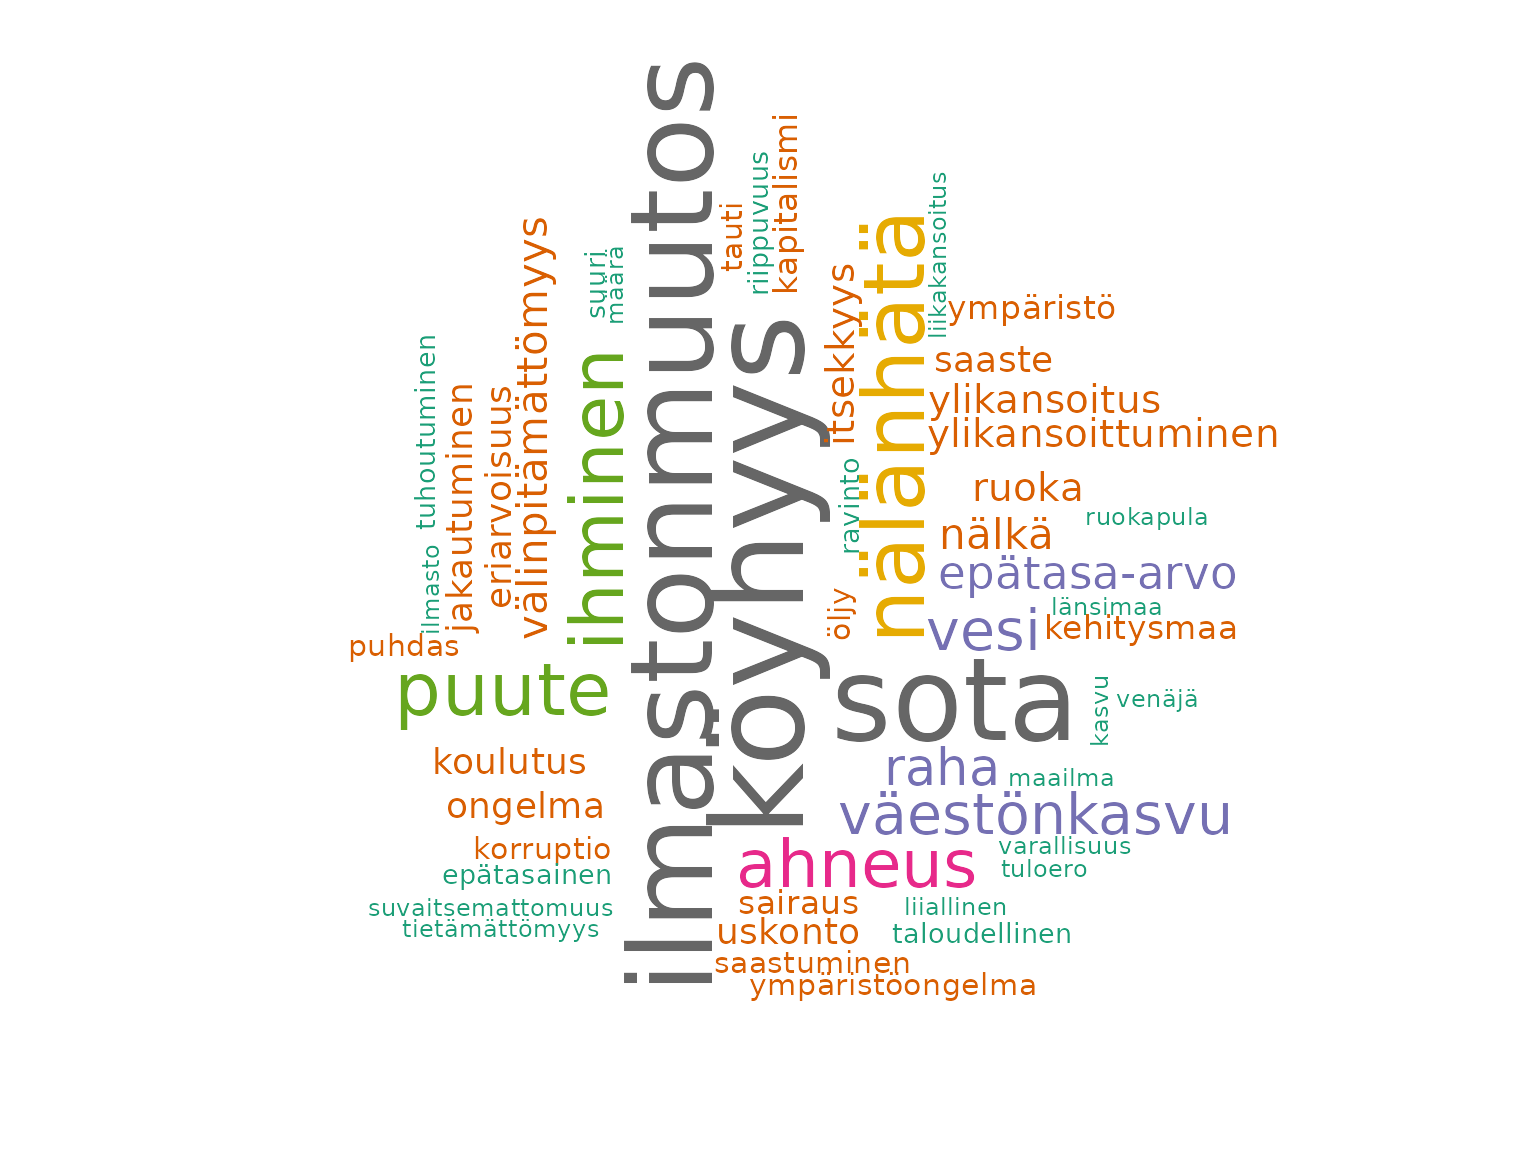 ilmastonmuutos
köyhyys
sota
nälänhätä
ihminen
puute
ahneus
väestönkasvu
vesi
raha
epätasa-arvo
välinpitämättömyys
nälkä
ruoka
ylikansoittuminen
ylikansoitus
saaste
ympäristö
itsekkyys
kapitalismi
tauti
riippuvuus
liikakansoitus
suuri
määrä
eriarvoisuus
jakautuminen
tuhoutuminen
ilmasto
puhdas
ravinto
öljy
ruokapula
länsimaa
kehitysmaa
kasvu
venäjä
maailma
koulutus
ongelma
korruptio
epätasainen
suvaitsemattomuus
tietämättömyys
varallisuus
tuloero
sairaus
liiallinen
uskonto
taloudellinen
saastuminen
ympäristöongelma